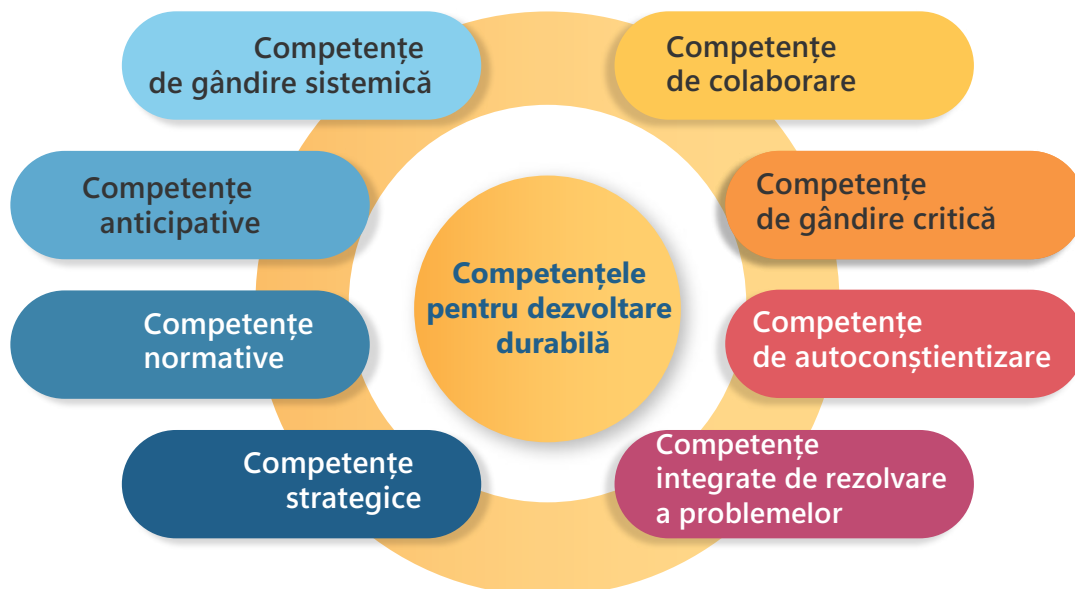 Competențe
de gândire sistemică
Competențe
anticipative
Competențe
normative
Competențe
strategice
Competențele
pentru dezvoltare
durabilă
Competențe
de colaborare
Competențe
de gândire critică
Competențe
de autoconștientizare
Competențe
integrate de rezolvare
a problemelor